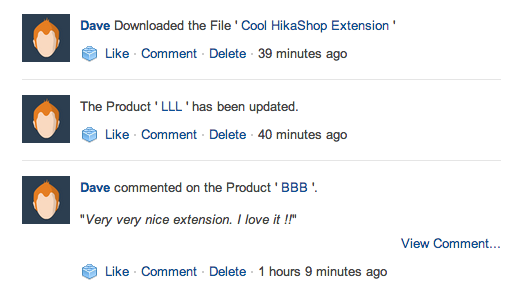 Dave Downloaded the File ' Cool HikaShop Extension '
Like · Comment · Delete · 39 minutes ago
The Product ' LLL ' has been updated.
Like · Comment · Delete · 40 minutes ago
Dave commented on the Product ' BBB '.
"Very very nice extension. I love it !!"
View Comment...
Like · Comment · Delete · 1 hours 9 minutes ago